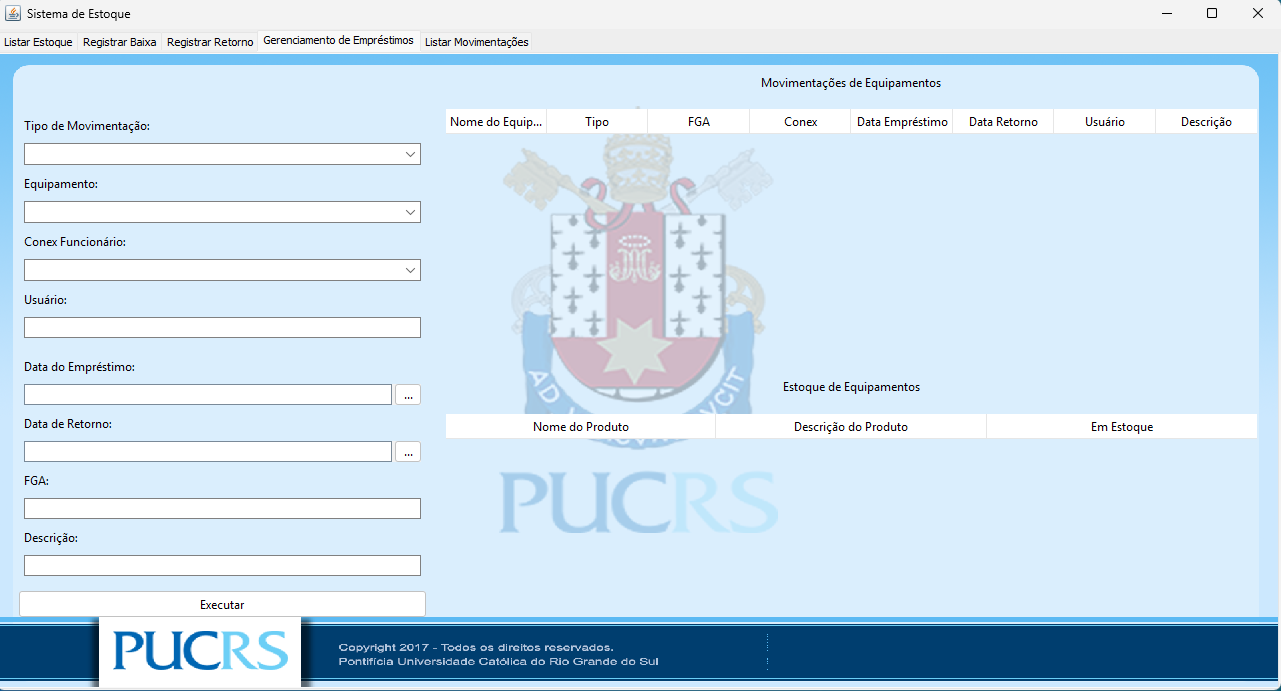 Sistema de Estoque
Listar Estoque Registrar Baixa Registrar Retorno Gerenciamento de Empréstimos Listar Movimentações
Movimentações de Equipamentos
Nome do Equip... Tipo FGA Conex Data Empréstimo Data Retorno Usuário Descrição
Tipo de Movimentação:
Equipamento:
Conex Funcionário:
Usuário:
Data do Empréstimo:
...
Data de Retorno:
...
FGA:
Descrição:
Executar
Estoque de Equipamentos
Nome do Produto Descrição do Produto Em Estoque
PUCRS
PUCRS
Copyright 2017 - Todos os direitos reservados.
Pontifícia Universidade Católica do Rio Grande do Sul